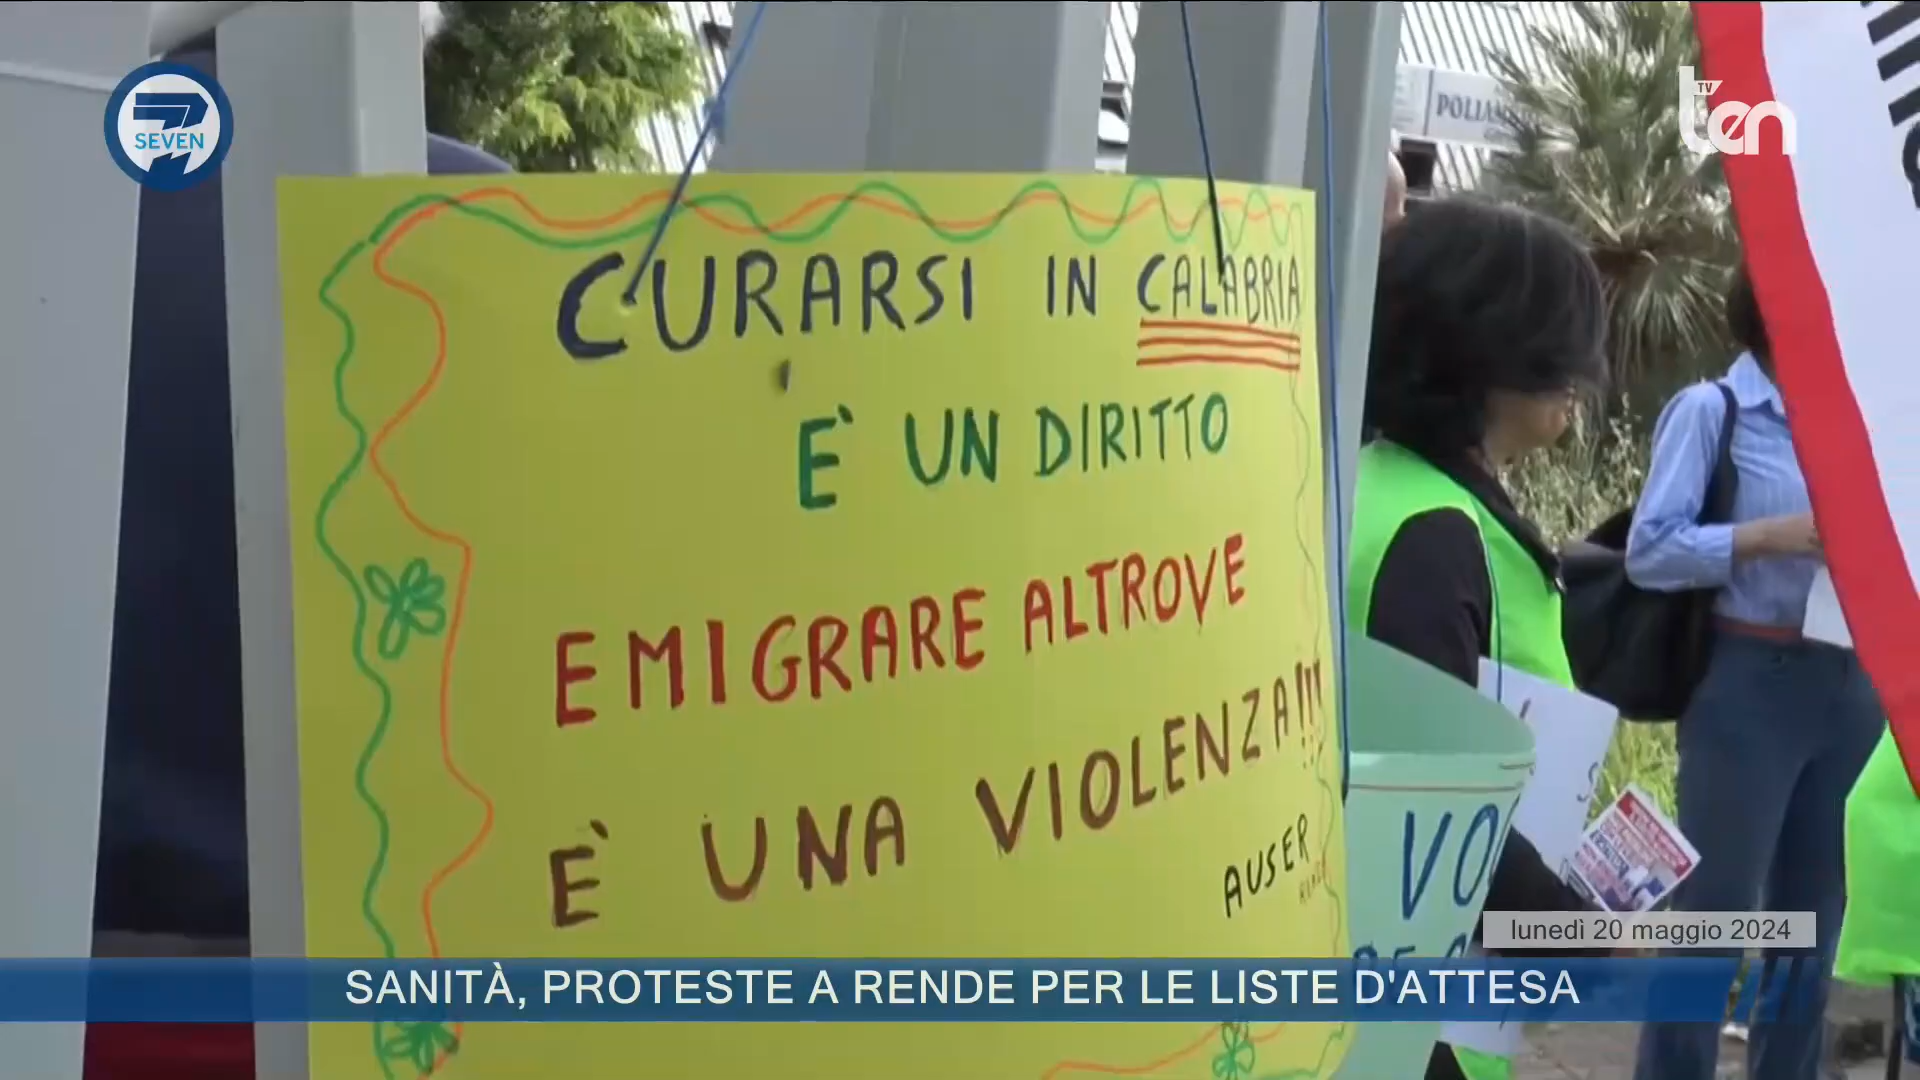 SEVEN
TV
ten
POLIAM
CURARSI IN CALABRIA
E' UN DIRITTO
EMIGRARE ALTROVE
E' UNA VIOLENZA!!!
AUSER
VO
lunedì 20 maggio 2024
SANITÀ, PROTESTE A RENDE PER LE LISTE D'ATTESA